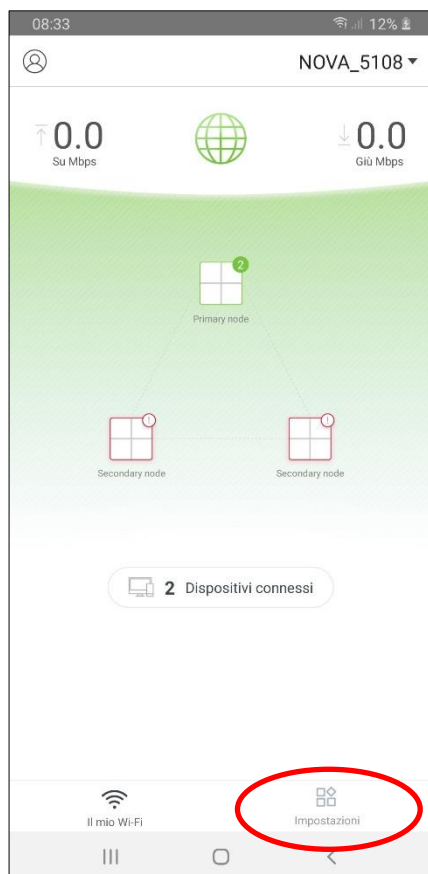 08:33 12%
NOVA_5108
0.0 0.0
Su Mbps Giù Mbps
2
Primary node
Secondary node Secondary node
2 Dispositivi connessi
Il mio Wi-Fi Impostazioni